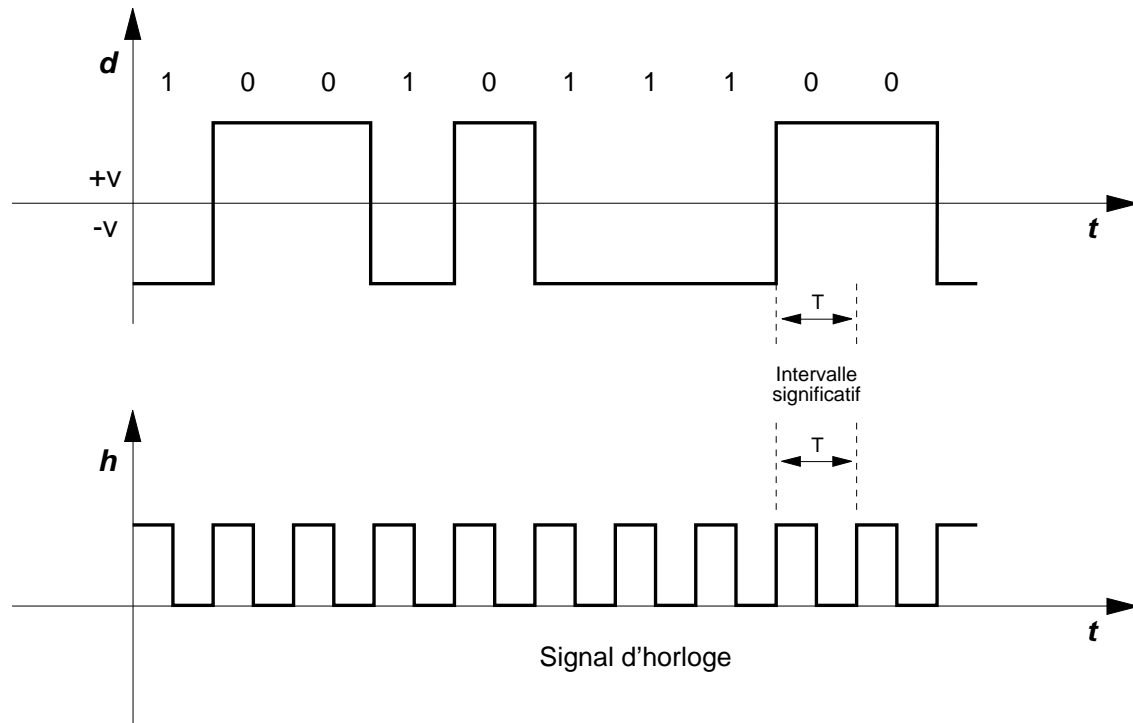 d
1 0 0 1 0 1 1 1 0 0
+v
-v
t
T
Intervalle
significatif
T
h
t
Signal d'horloge